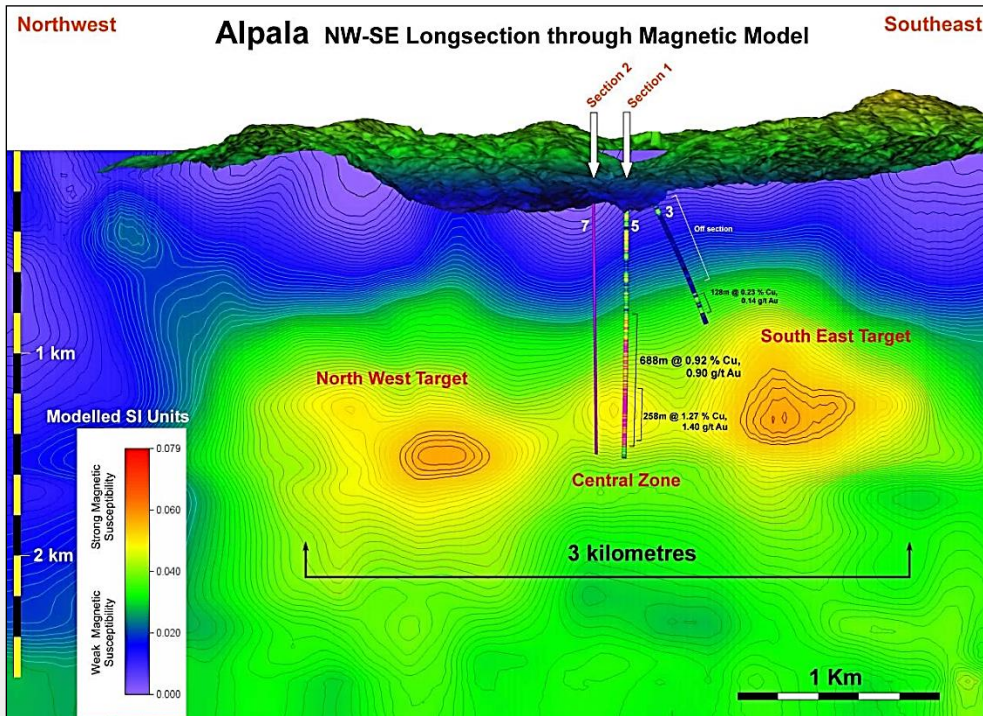 Northwest
Alpala NW-SE Longsection through Magnetic Model
Southeast
Section 2
Section 1
7
5
3
Off section
128m @ 0.23 % Cu,
0.14 g/t Au
1 km
North West Target
688m @ 0.92 % Cu,
0.90 g/t Au
South East Target
258m @ 1.27 % Cu,
1.40 g/t Au
Central Zone
Modelled SI Units
Strong Magnetic
Susceptibility
Weak Magnetic
Susceptibility
0.079
0.060
0.040
0.020
0.000
2 km
3 kilometres
1 Km